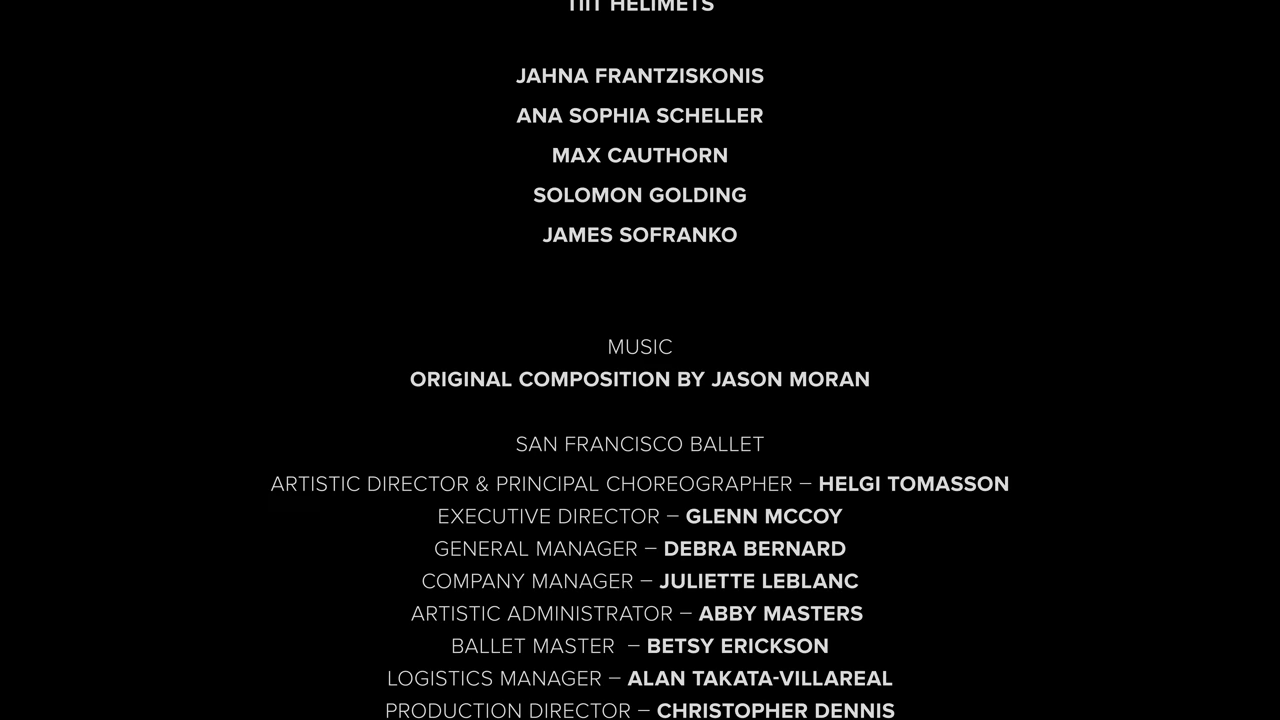 TIIT HELIMETS
JAHNA FRANTZISKONIS
ANA SOPHIA SCHELLER
MAX CAUTHORN
SOLOMON GOLDING
JAMES SOFRANKO
MUSIC
ORIGINAL COMPOSITION BY JASON MORAN
SAN FRANCISCO BALLET
ARTISTIC DIRECTOR & PRINCIPAL CHOREOGRAPHER – HELGI TOMASSON
EXECUTIVE DIRECTOR – GLENN MCCOY
GENERAL MANAGER – DEBRA BERNARD
COMPANY MANAGER – JULIETTE LEBLANC
ARTISTIC ADMINISTRATOR – ABBY MASTERS
BALLET MASTER – BETSY ERICKSON
LOGISTICS MANAGER – ALAN TAKATA-VILLAREAL
PRODUCTION DIRECTOR – CHRISTOPHER DENNIS